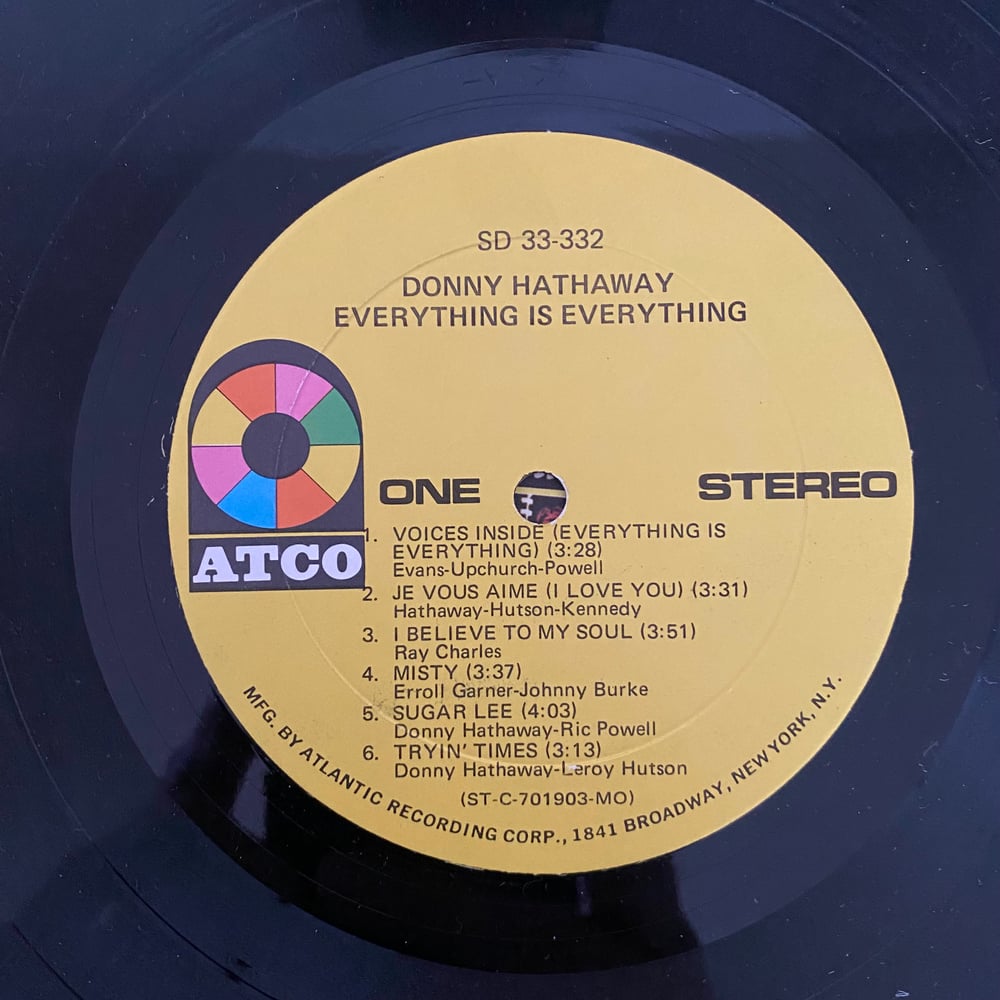 SD 33-332
DONNY HATHAWAY
EVERYTHING IS EVERYTHING
ATCO
ONE
STEREO
1. VOICES INSIDE (EVERYTHING IS
EVERYTHING) (3:28)
Evans-Upchurch-Powell
2. JE VOUS AIME (I LOVE YOU) (3:31)
Hathaway-Hutson-Kennedy
3. I BELIEVE TO MY SOUL (3:51)
Ray Charles
4. MISTY (3:37)
Erroll Garner-Johnny Burke
5. SUGAR LEE (4:03)
Donny Hathaway-Ric Powell
6. TRYIN' TIMES (3:13)
Donny Hathaway-Leroy Hutson
(ST-C-701903-MO)
MFG. BY ATLANTIC RECORDING CORP., 1841 BROADWAY, NEW YORK, N.Y.